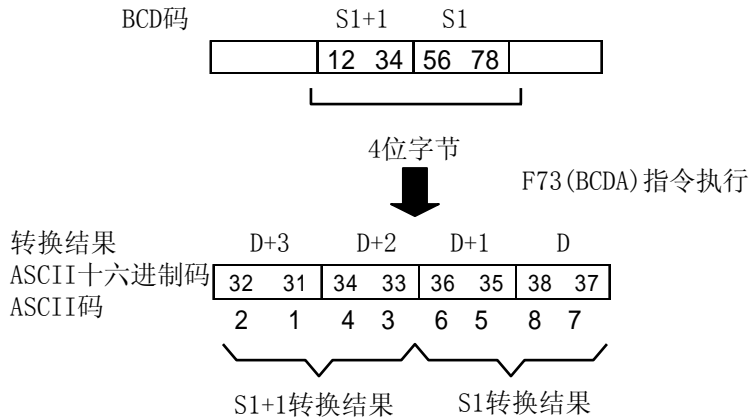 BCD码 S1+1 S1
12 34 56 78
4位字节
F73(BCDA)指令执行
转换结果 D+3 D+2 D+1 D
ASCII十六进制码 32 31 34 33 36 35 38 37
ASCII码 2 1 4 3 6 5 8 7
S1+1转换结果 S1转换结果